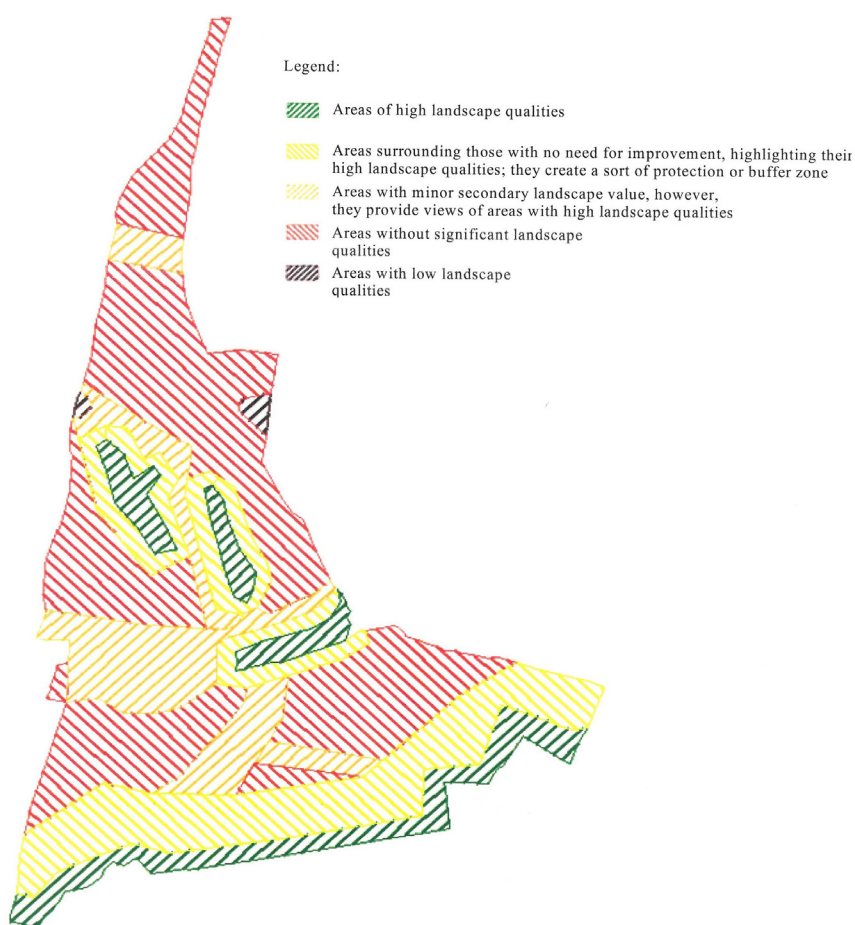 Legend:
Areas of high landscape qualities
Areas surrounding those with no need for improvement, highlighting their
high landscape qualities; they create a sort of protection or buffer zone
Areas with minor secondary landscape value, however,
they provide views of areas with high landscape qualities
Areas without significant landscape
qualities
Areas with low landscape
qualities